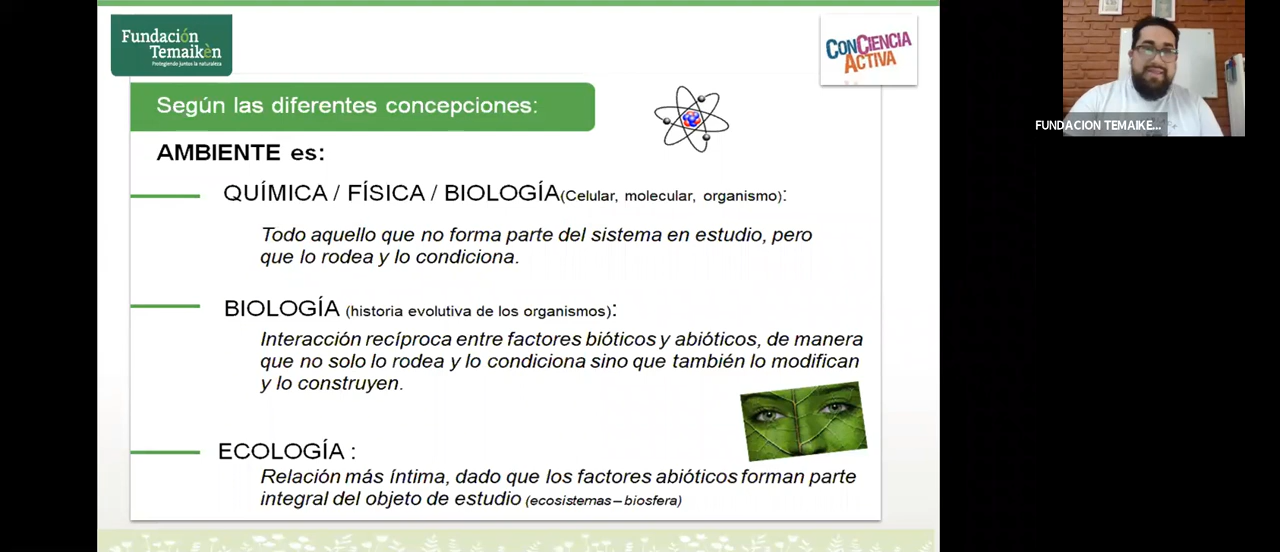 Fundación
Temaikèn
Protegiendo juntos la naturaleza
CONCIENCIA
ACTIVA
Según las diferentes concepciones:
AMBIENTE es:
QUÍMICA / FÍSICA / BIOLOGÍA(Celular, molecular, organismo):
Todo aquello que no forma parte del sistema en estudio, pero
que lo rodea y lo condiciona.
BIOLOGÍA (historia evolutiva de los organismos):
Interacción recíproca entre factores bióticos y abióticos, de manera
que no solo lo rodea y lo condiciona sino que también lo modifican
y lo construyen.
ECOLOGÍA :
Relación más íntima, dado que los factores abióticos forman parte
integral del objeto de estudio (ecosistemas – biosfera)
FUNDACION TEMAIKE...